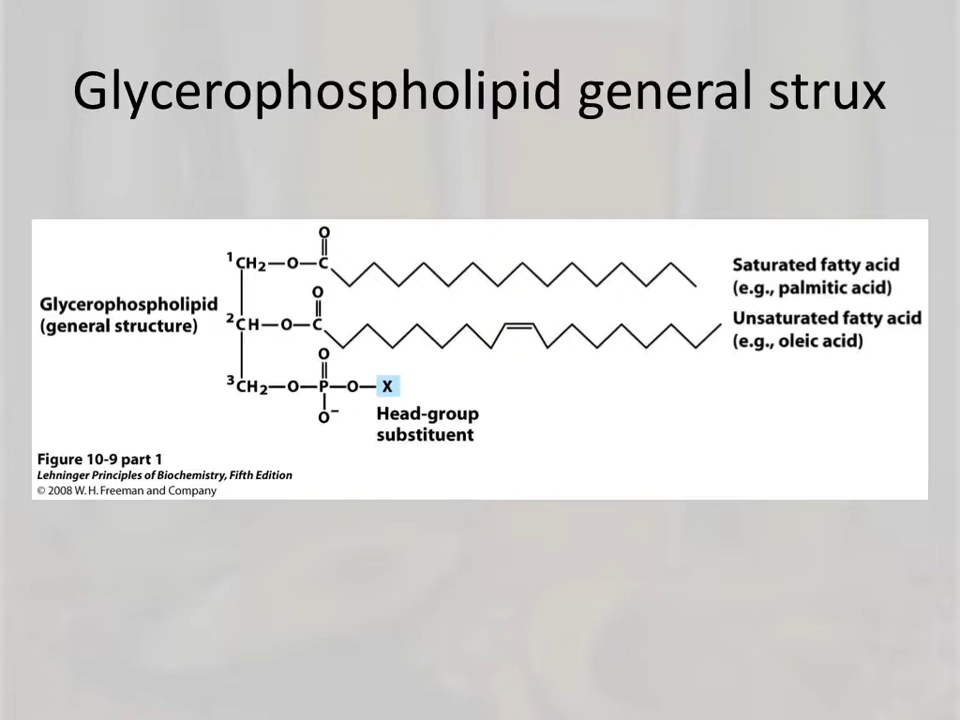 Glycerophospholipid general strux
O
¹CH₂—O—C
Saturated fatty acid
(e.g., palmitic acid)
O
Glycerophospholipid
(general structure)
²CH—O—C
Unsaturated fatty acid
(e.g., oleic acid)
O
³CH₂—O—P—O—X
O⁻
Head-group
substituent
Figure 10-9 part 1
Lehninger Principles of Biochemistry, Fifth Edition
© 2008 W. H. Freeman and Company